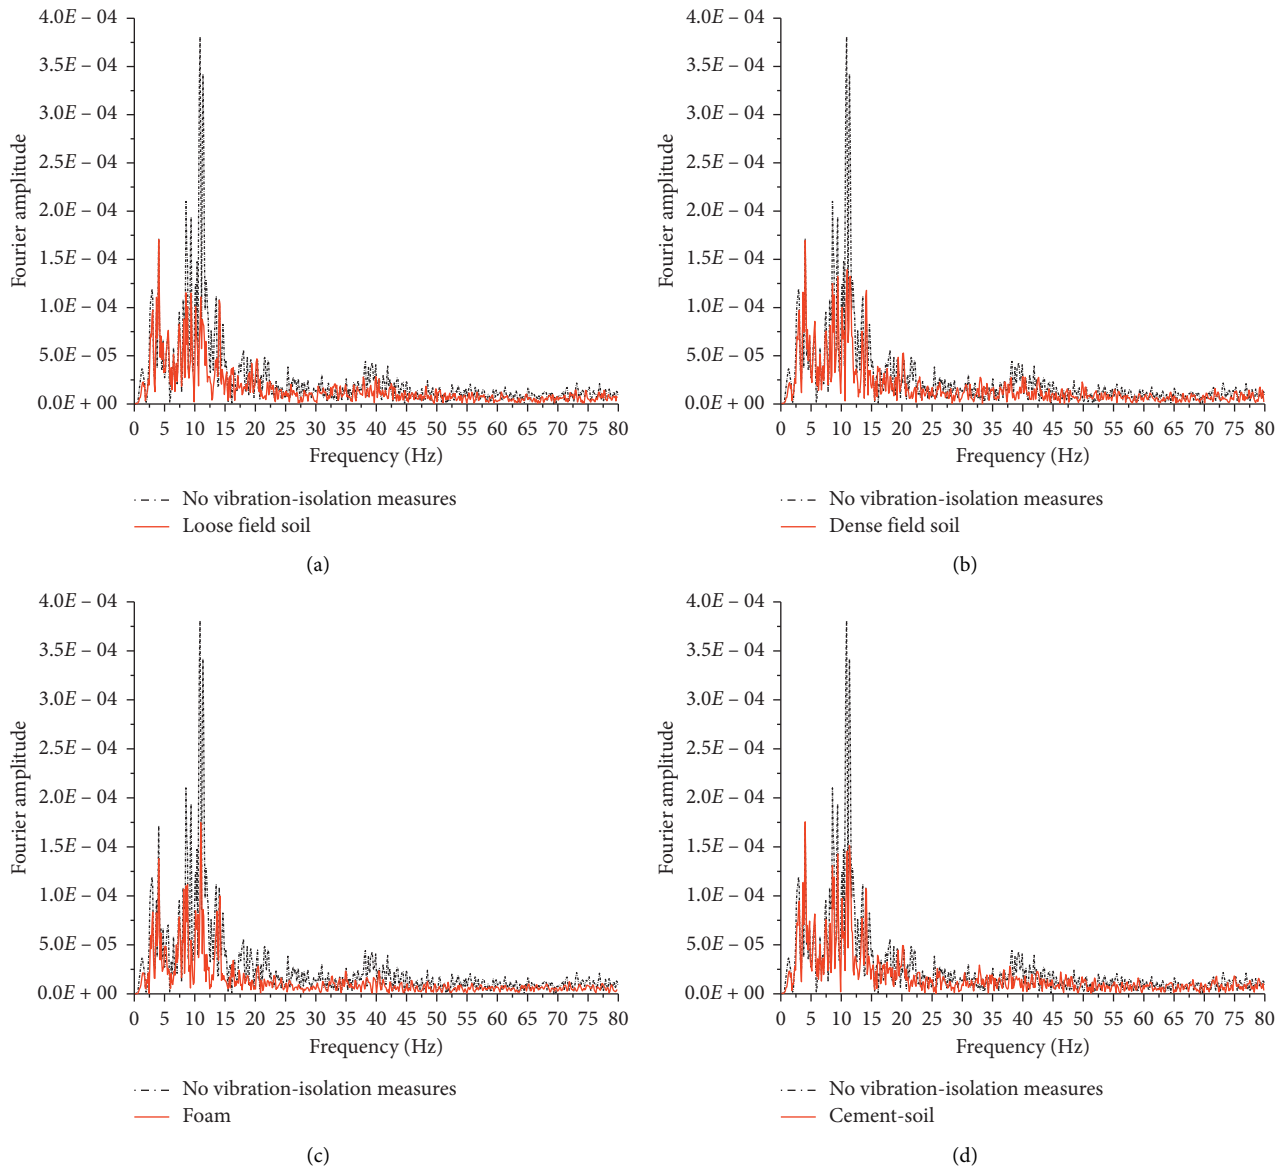 4.0E – 04
3.5E – 04
3.0E – 04
2.5E – 04
2.0E – 04
1.5E – 04
1.0E – 04
5.0E – 05
0.0E + 00
Fourier amplitude
0 5 10 15 20 25 30 35 40 45 50 55 60 65 70 75 80
Frequency (Hz)
No vibration-isolation measures
Loose field soil
(a)
4.0E – 04
3.5E – 04
3.0E – 04
2.5E – 04
2.0E – 04
1.5E – 04
1.0E – 04
5.0E – 05
0.0E + 00
Fourier amplitude
0 5 10 15 20 25 30 35 40 45 50 55 60 65 70 75 80
Frequency (Hz)
No vibration-isolation measures
Dense field soil
(b)
4.0E – 04
3.5E – 04
3.0E – 04
2.5E – 04
2.0E – 04
1.5E – 04
1.0E – 04
5.0E – 05
0.0E + 00
Fourier amplitude
0 5 10 15 20 25 30 35 40 45 50 55 60 65 70 75 80
Frequency (Hz)
No vibration-isolation measures
Foam
(c)
4.0E – 04
3.5E – 04
3.0E – 04
2.5E – 04
2.0E – 04
1.5E – 04
1.0E – 04
5.0E – 05
0.0E + 00
Fourier amplitude
0 5 10 15 20 25 30 35 40 45 50 55 60 65 70 75 80
Frequency (Hz)
No vibration-isolation measures
Cement-soil
(d)